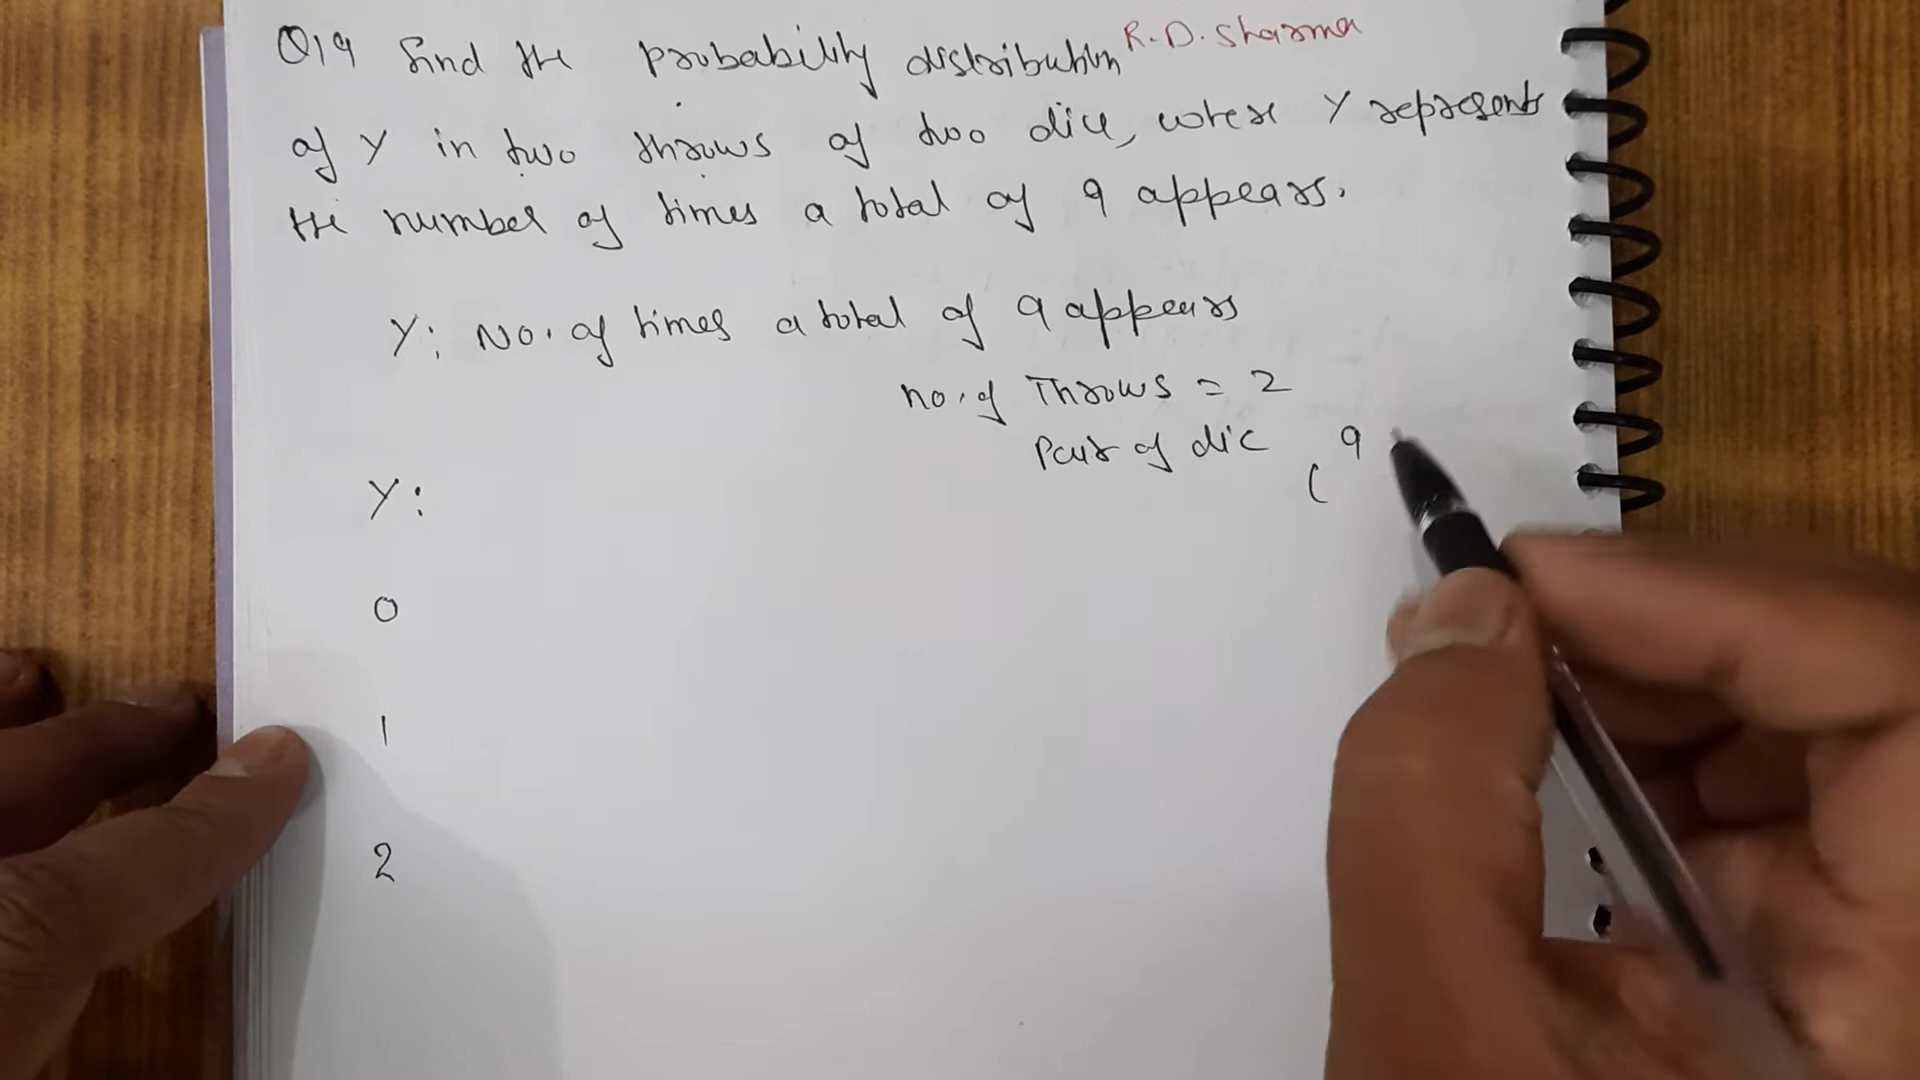 Q19 find the probability distribution R.D. Sharma
of Y in two throws of two dice, where Y represents
the number of times a total of 9 appears.
Y: No. of times a total of 9 appears
no. of Throws = 2
Pair of dic 9
(
Y:
0
1
2